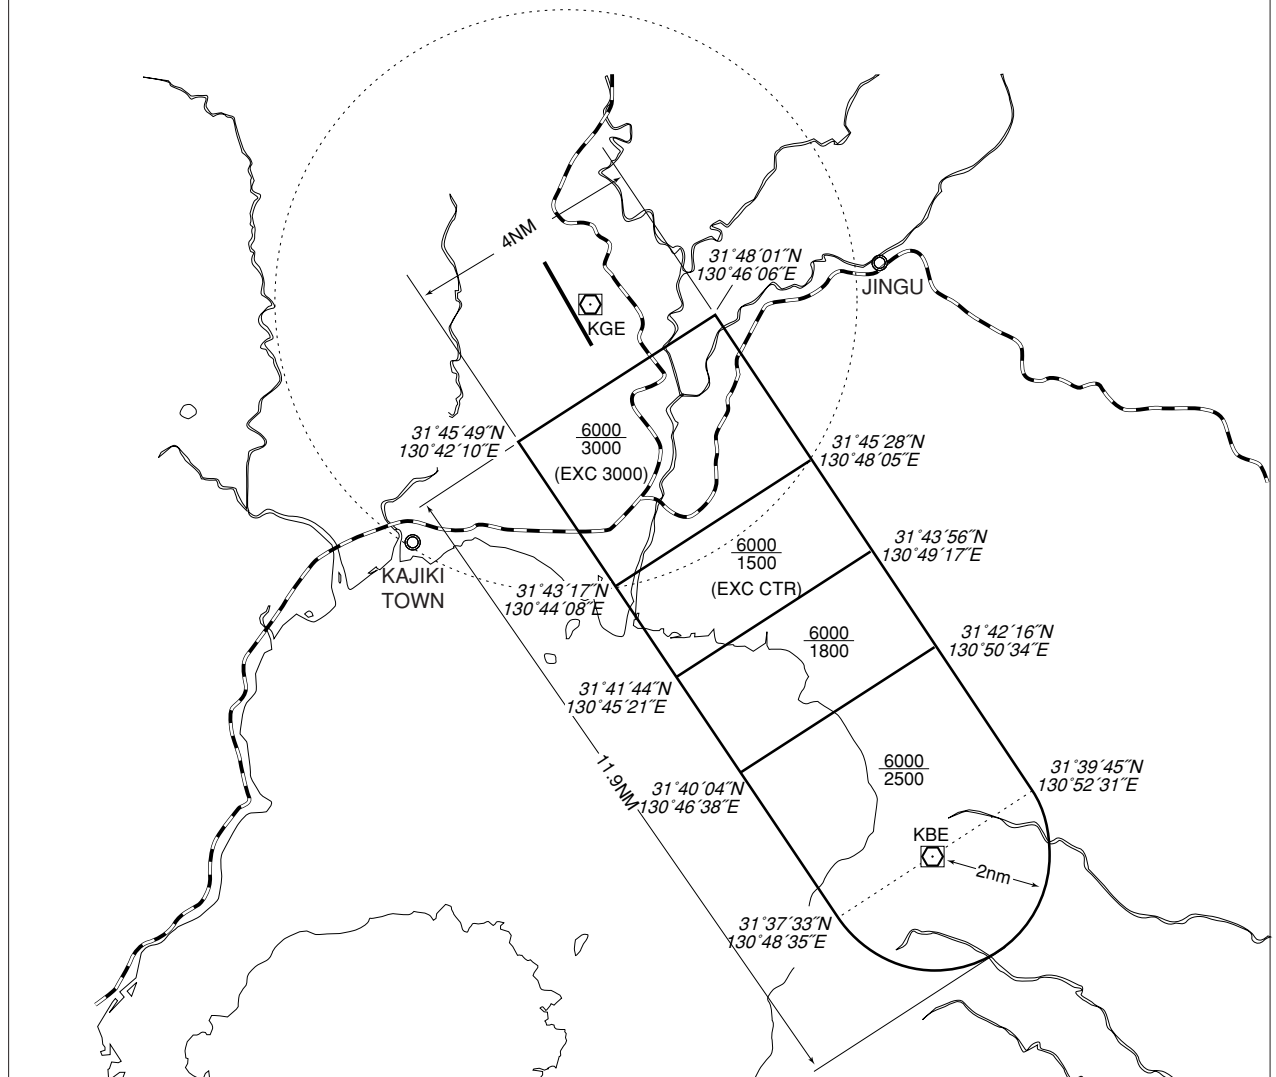 4NM
31°48′01″N
130°46′06″E
JINGU
KGE
31°45′49″N
130°42′10″E
6000
3000
(EXC 3000)
31°45′28″N
130°48′05″E
KAJIKI
TOWN
31°43′17″N
130°44′08″E
6000
1500
(EXC CTR)
31°43′56″N
130°49′17″E
6000
1800
31°42′16″N
130°50′34″E
31°41′44″N
130°45′21″E
11.9NM
31°40′04″N
130°46′38″E
6000
2500
31°39′45″N
130°52′31″E
KBE
2nm
31°37′33″N
130°48′35″E